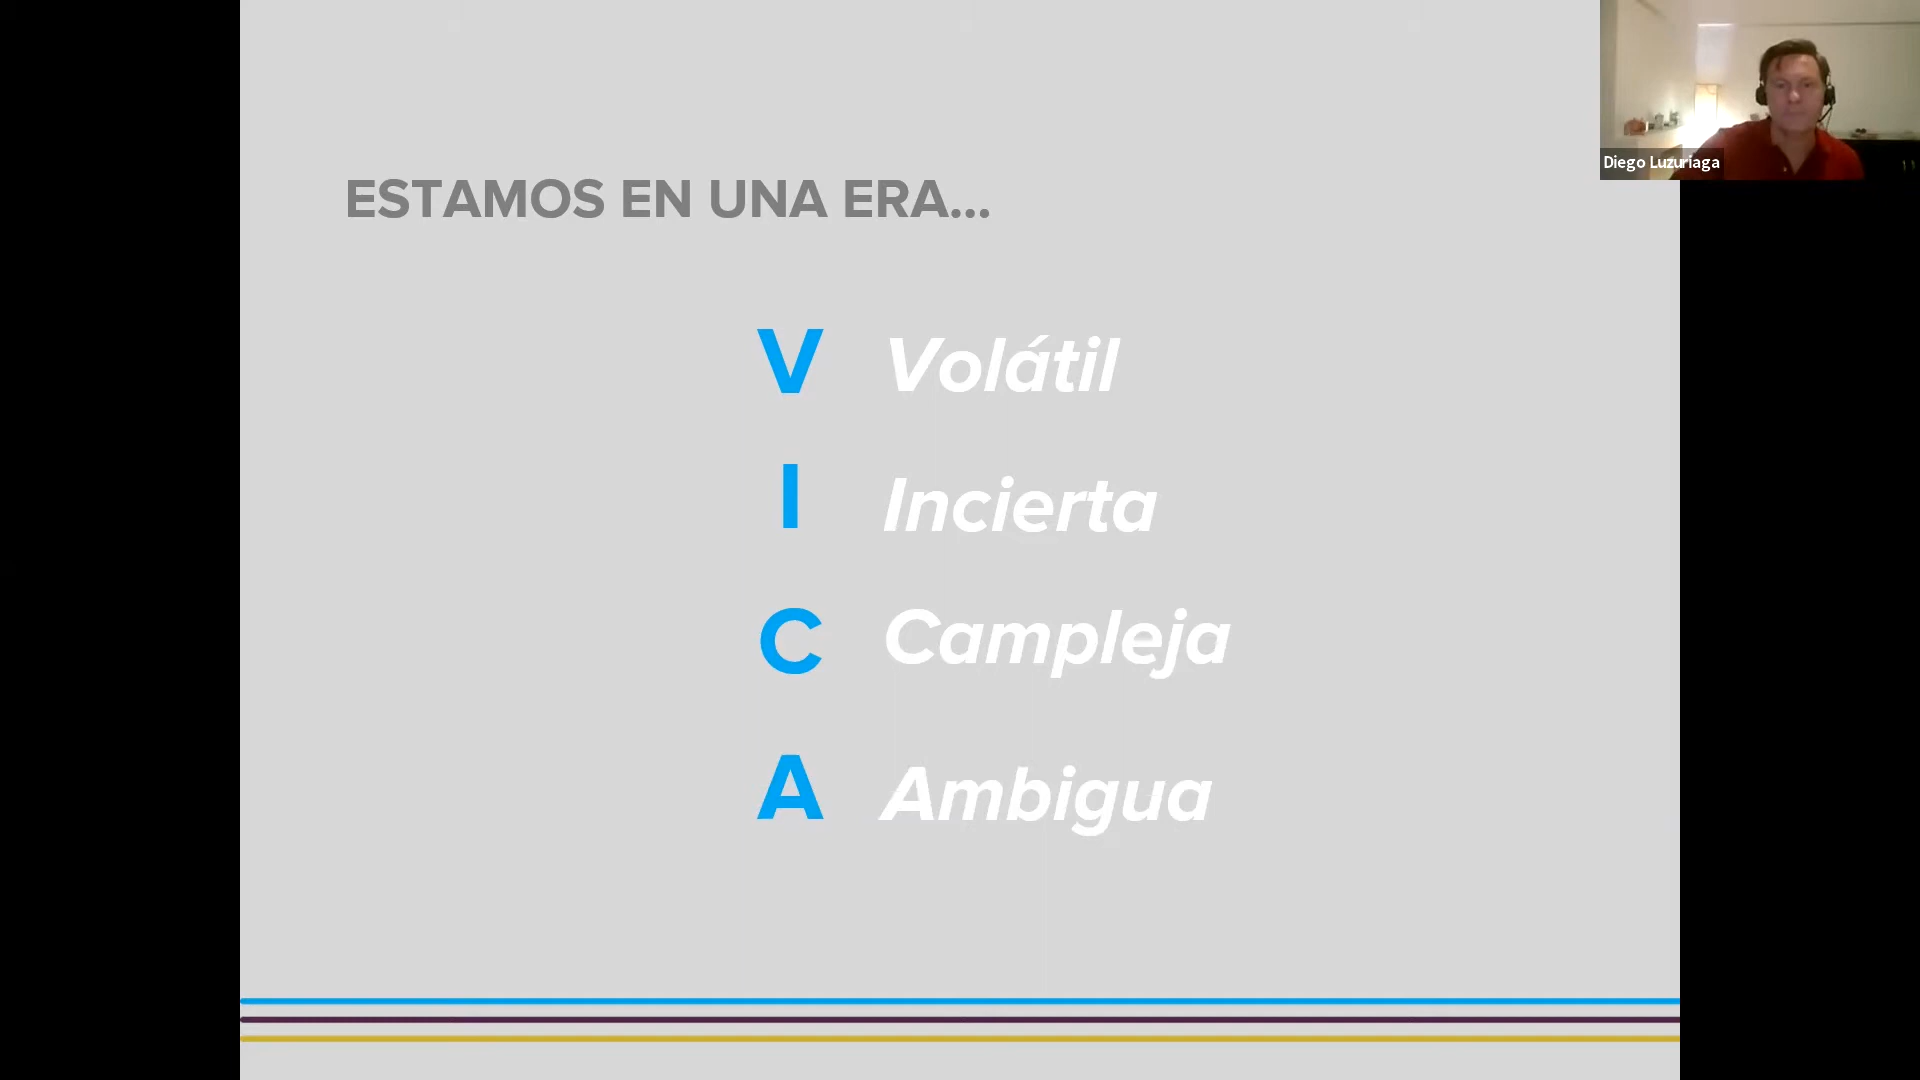 ESTAMOS EN UNA ERA...
V Volátil
I Incierta
C Campleja
A Ambigua
Diego Luzuriaga